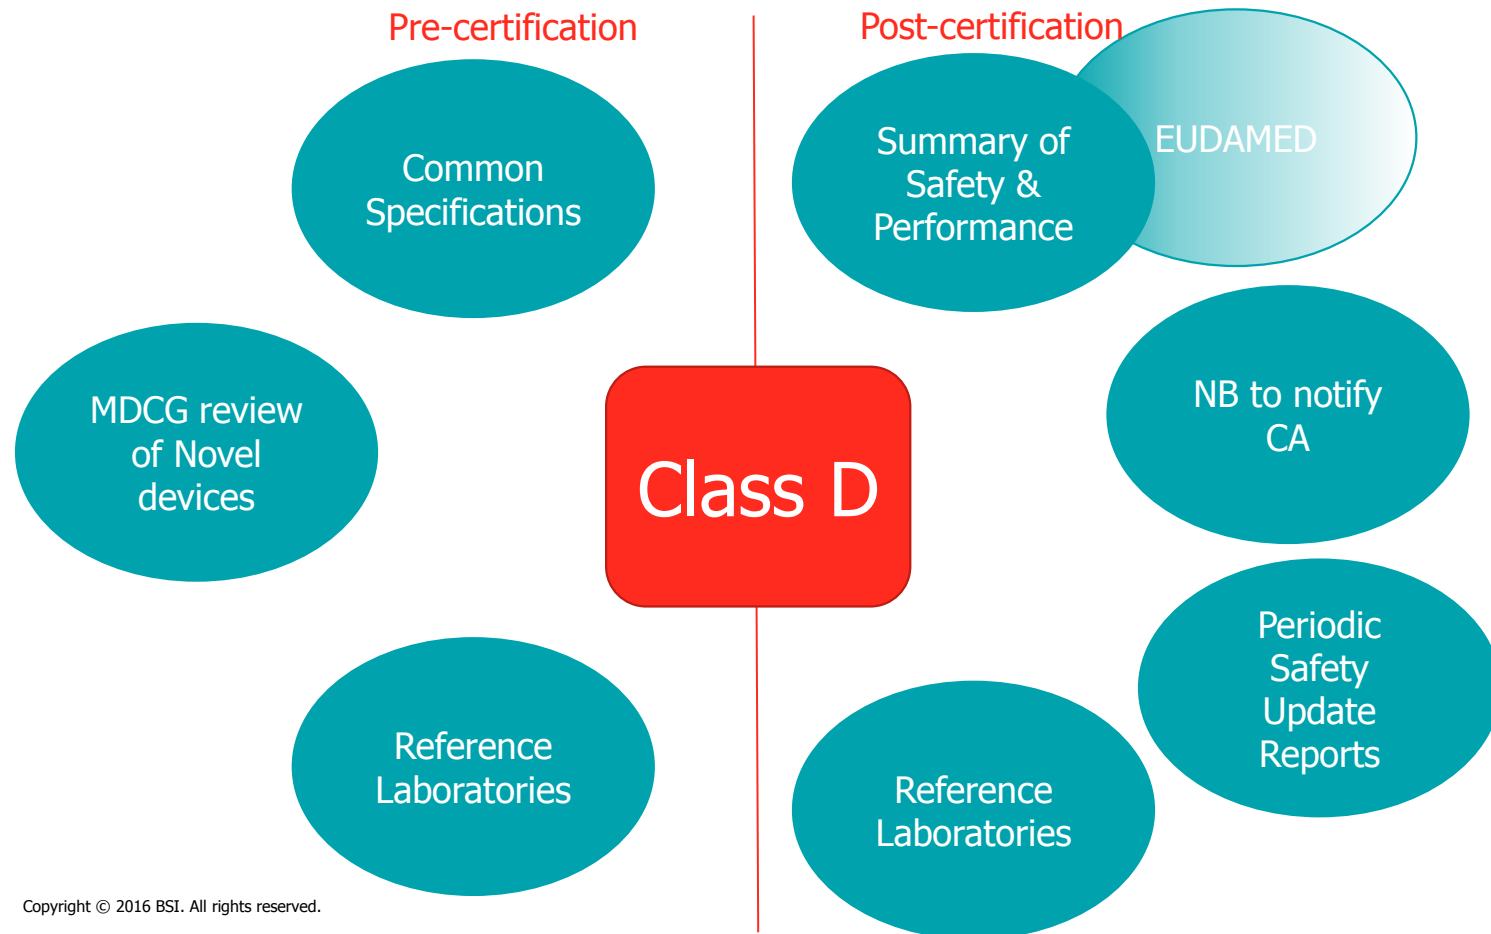 Pre-certification
Post-certification
Common
Specifications
Summary of
Safety &
Performance
EUDAMED
MDCG review
of Novel
devices
Class D
NB to notify
CA
Reference
Laboratories
Periodic
Safety
Update
Reports
Reference
Laboratories
Copyright © 2016 BSI. All rights reserved.